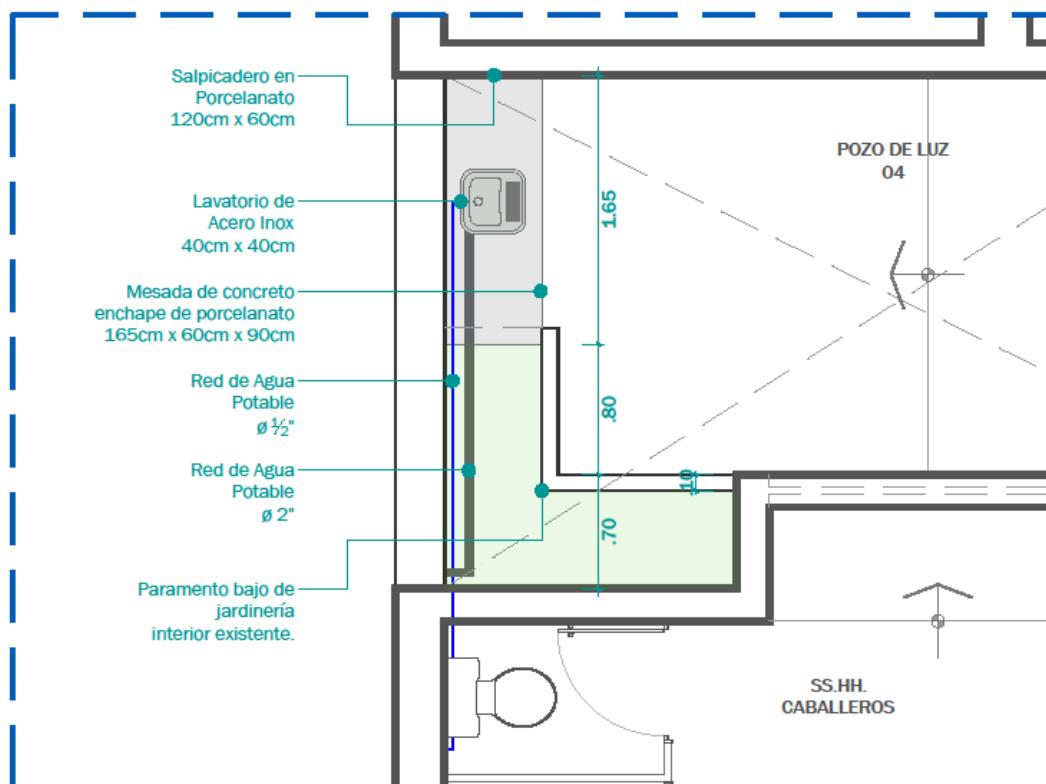 Salpicadero en
Porcelanato
120cm x 60cm
POZO DE LUZ
04
Lavatorio de
Acero Inox
40cm x 40cm
1.65
Mesada de concreto
enchape de porcelanato
165cm x 60cm x 90cm
Red de Agua
Potable
ø ½"
.80
Red de Agua
Potable
ø 2"
.10
.70
Paramento bajo de
jardinería
interior existente.
SS.HH.
CABALLEROS